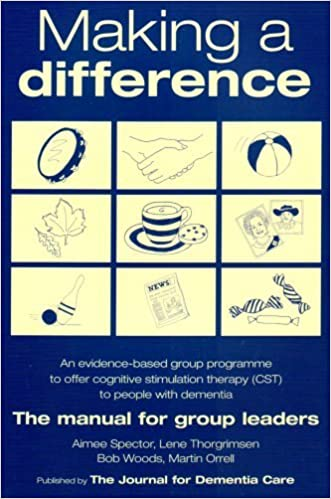 Making a
difference
NEWS
An evidence-based group programme
to offer cognitive stimulation therapy (CST)
to people with dementia
The manual for group leaders
Aimee Spector, Lene Thorgrimsen
Bob Woods, Martin Orrell
Published by The Journal for Dementia Care